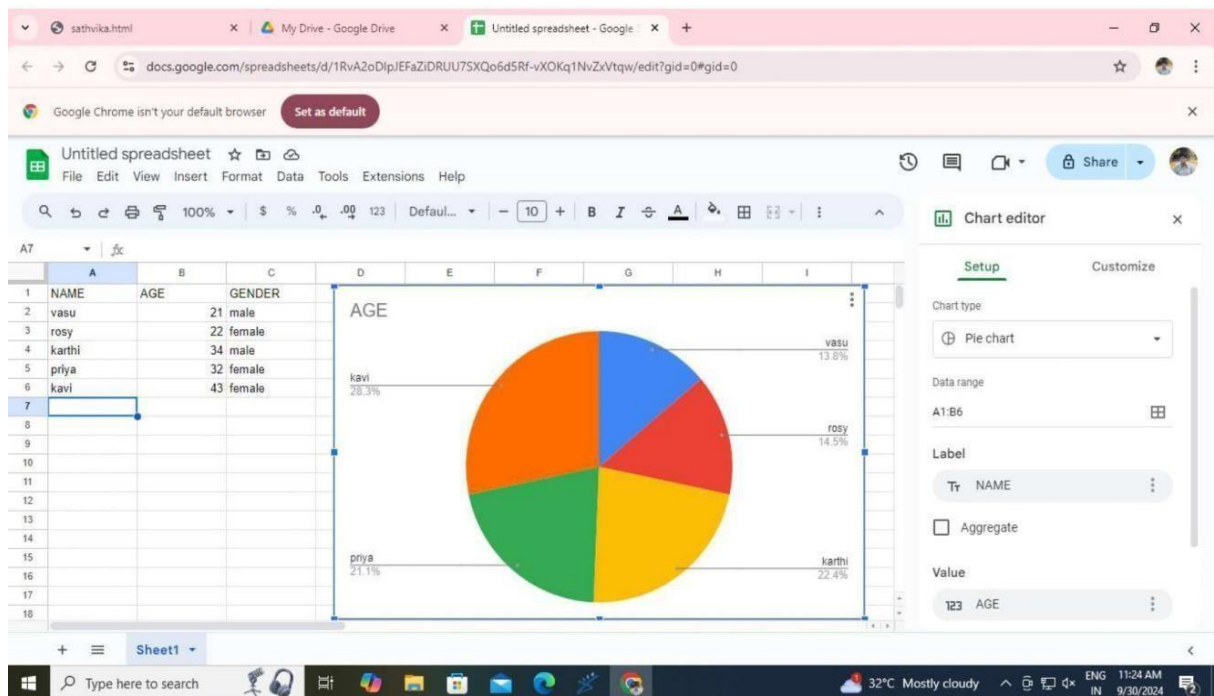 sathvika.html My Drive - Google Drive Untitled spreadsheet - Google
docs.google.com/spreadsheets/d/1RvA2oDIpJEFaZiDRUU7SXQo6d5Rf-vXOKq1NvZxVtqw/edit?gid=0#gid=0
Google Chrome isn't your default browser Set as default
Untitled spreadsheet
Share
File Edit View Insert Format Data Tools Extensions Help
100% $ % .0 .00 123 Defaul... 10 B I A
Chart editor
A7 fx
Setup Customize
A B C D E F G H I
1 NAME AGE GENDER
2 vasu 21 male
3 rosy 22 female
4 karthi 34 male
5 priya 32 female
6 kavi 43 female
7
8
9
10
11
12
13
14
15
16
17
18
AGE
vasu
13.8%
rosy
14.5%
karthi
22.4%
priya
21.1%
kavi
28.3%
Chart type
Pie chart
Data range
A1:B6
Label
Tт NAME
Aggregate
Value
123 AGE
Sheet1
Type here to search
32°C Mostly cloudy
ENG 11:24 AM
IN 9/30/2024
2